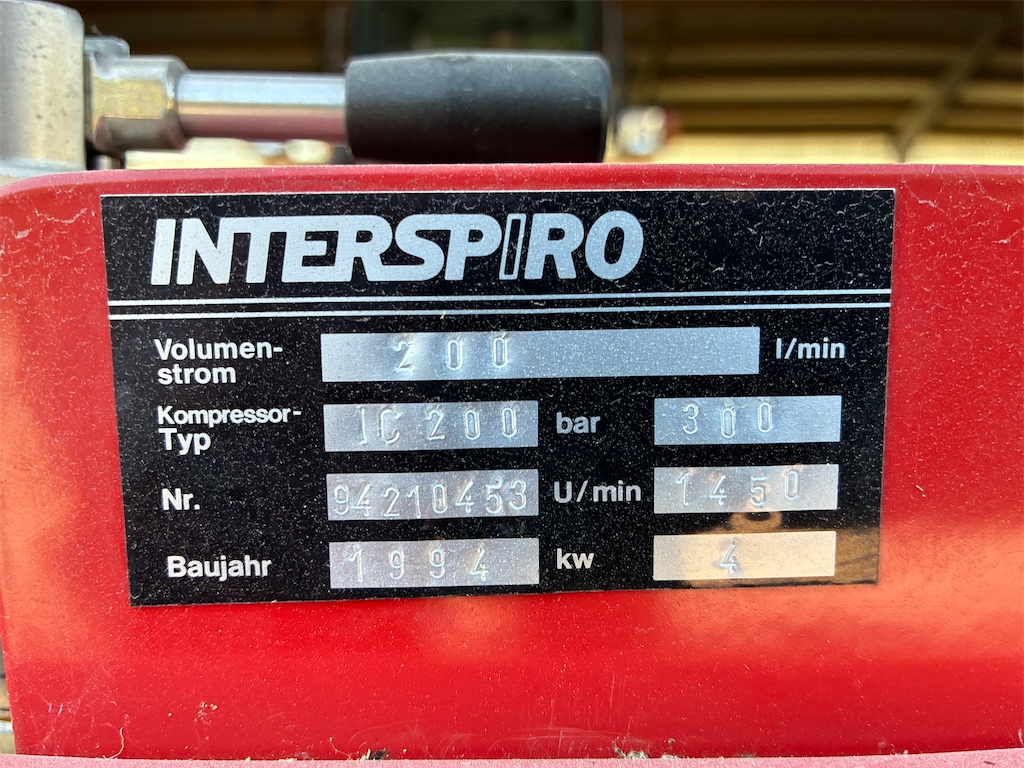 INTERSPIRO
Volumen-
strom 200 l/min
Kompressor-
Typ IC 200 bar 300
Nr. 94210453 U/min 1450
Baujahr 1994 kw 4